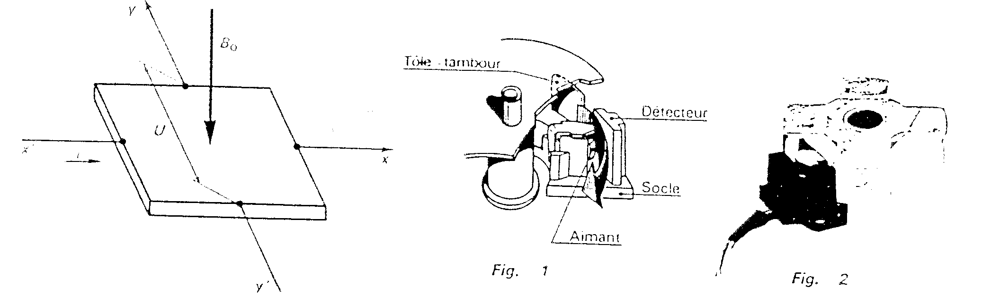 y
B₀
U
x'
i
x
y'
Tôle - tambour
Détecteur
Socle
Aimant
Fig. 1
Fig. 2